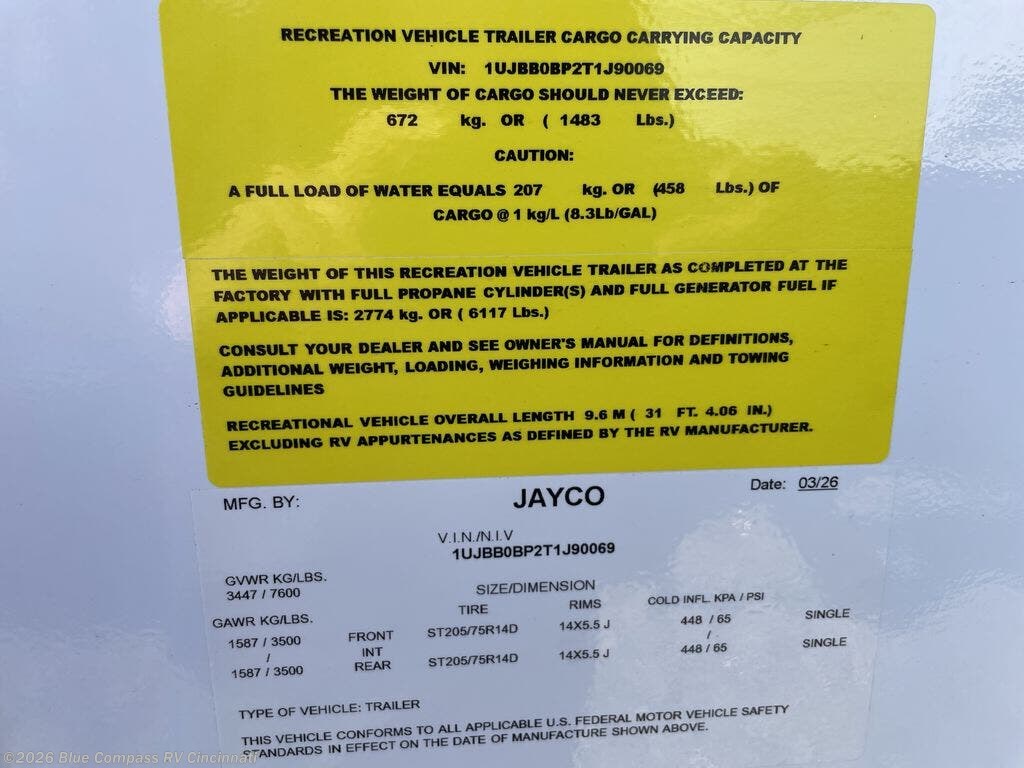 RECREATION VEHICLE TRAILER CARGO CARRYING CAPACITY
VIN: 1UJBB0BP2T1J90069
THE WEIGHT OF CARGO SHOULD NEVER EXCEED:
672 kg. OR ( 1483 Lbs.)
CAUTION:
A FULL LOAD OF WATER EQUALS 207 kg. OR (458 Lbs.) OF
CARGO @ 1 kg/L (8.3Lb/GAL)
THE WEIGHT OF THIS RECREATION VEHICLE TRAILER AS COMPLETED AT THE
FACTORY WITH FULL PROPANE CYLINDER(S) AND FULL GENERATOR FUEL IF
APPLICABLE IS: 2774 kg. OR ( 6117 Lbs.)
CONSULT YOUR DEALER AND SEE OWNER'S MANUAL FOR DEFINITIONS,
ADDITIONAL WEIGHT, LOADING, WEIGHING INFORMATION AND TOWING
GUIDELINES
RECREATIONAL VEHICLE OVERALL LENGTH 9.6 M ( 31 FT. 4.06 IN.)
EXCLUDING RV APPURTENANCES AS DEFINED BY THE RV MANUFACTURER.
MFG. BY: JAYCO Date: 03/26
V.I.N./N.I.V
1UJBB0BP2T1J90069
GVWR KG/LBS.
3447 / 7600
SIZE/DIMENSION
TIRE RIMS COLD INFL. KPA / PSI
GAWR KG/LBS.
1587 / 3500 FRONT ST205/75R14D 14X5.5 J 448 / 65 SINGLE
/ INT /
1587 / 3500 REAR ST205/75R14D 14X5.5 J 448 / 65 SINGLE
TYPE OF VEHICLE: TRAILER
THIS VEHICLE CONFORMS TO ALL APPLICABLE U.S. FEDERAL MOTOR VEHICLE SAFETY
STANDARDS IN EFFECT ON THE DATE OF MANUFACTURE SHOWN ABOVE.
©2026 Blue Compass RV Cincinnati